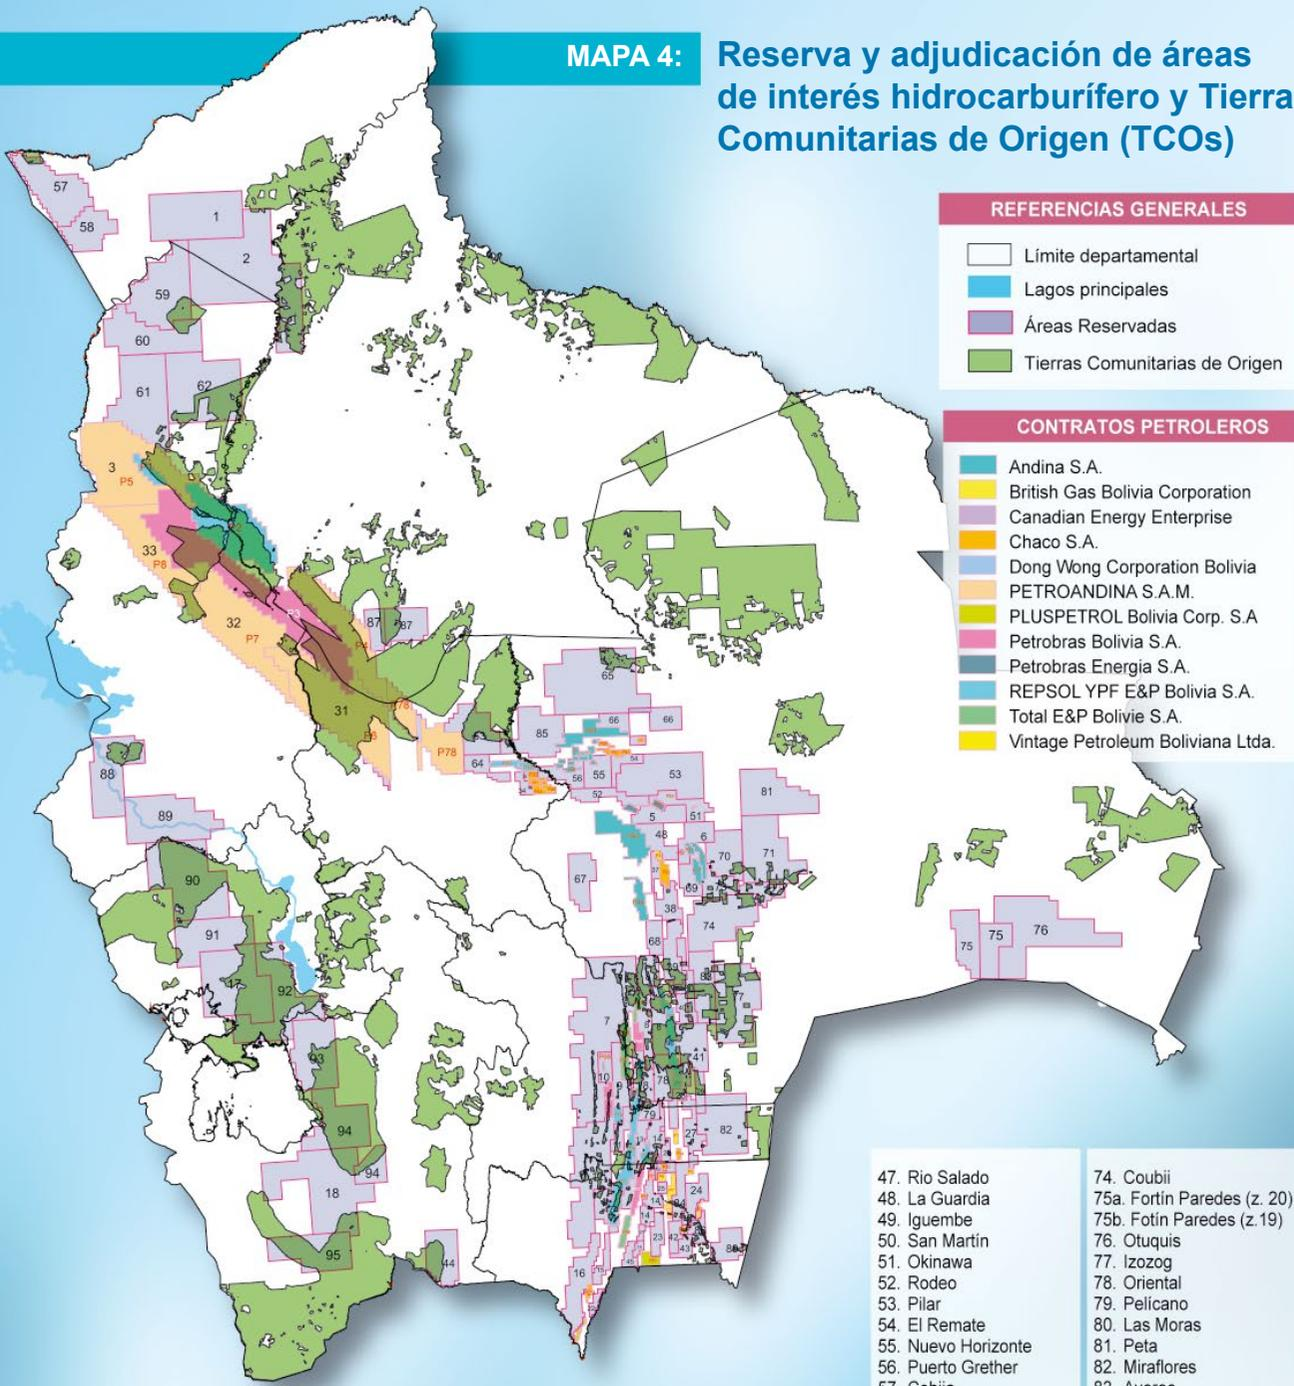 MAPA 4:
Reserva y adjudicación de áreas
de interés hidrocarburífero y Tierra
Comunitarias de Origen (TCOs)
REFERENCIAS GENERALES
Límite departamental
Lagos principales
Áreas Reservadas
Tierras Comunitarias de Origen
CONTRATOS PETROLEROS
Andina S.A.
British Gas Bolivia Corporation
Canadian Energy Enterprise
Chaco S.A.
Dong Wong Corporation Bolivia
PETROANDINA S.A.M.
PLUSPETROL Bolivia Corp. S.A
Petrobras Bolivia S.A.
Petrobras Energia S.A.
REPSOL YPF E&P Bolivia S.A.
Total E&P Bolivie S.A.
Vintage Petroleum Boliviana Ltda.
57
58
1
2
59
60
61
62
3
P5
33
P8
P3
32
P7
87
87
31
P78
64
65
66
66
85
54
56
55
53
52
81
5
51
48
6
70
71
67
69
38
74
68
75
75
76
88
89
90
91
92
93
94
94
18
95
44
7
10
41
78
79
82
27
24
23
42
43
16
47. Rio Salado
48. La Guardia
49. Iguembe
50. San Martín
51. Okinawa
52. Rodeo
53. Pilar
54. El Remate
55. Nuevo Horizonte
56. Puerto Grether
74. Coubii
75a. Fortín Paredes (z. 20)
75b. Fotín Paredes (z.19)
76. Otuquis
77. Izozog
78. Oriental
79. Pelícano
80. Las Moras
81. Peta
82. Miraflores